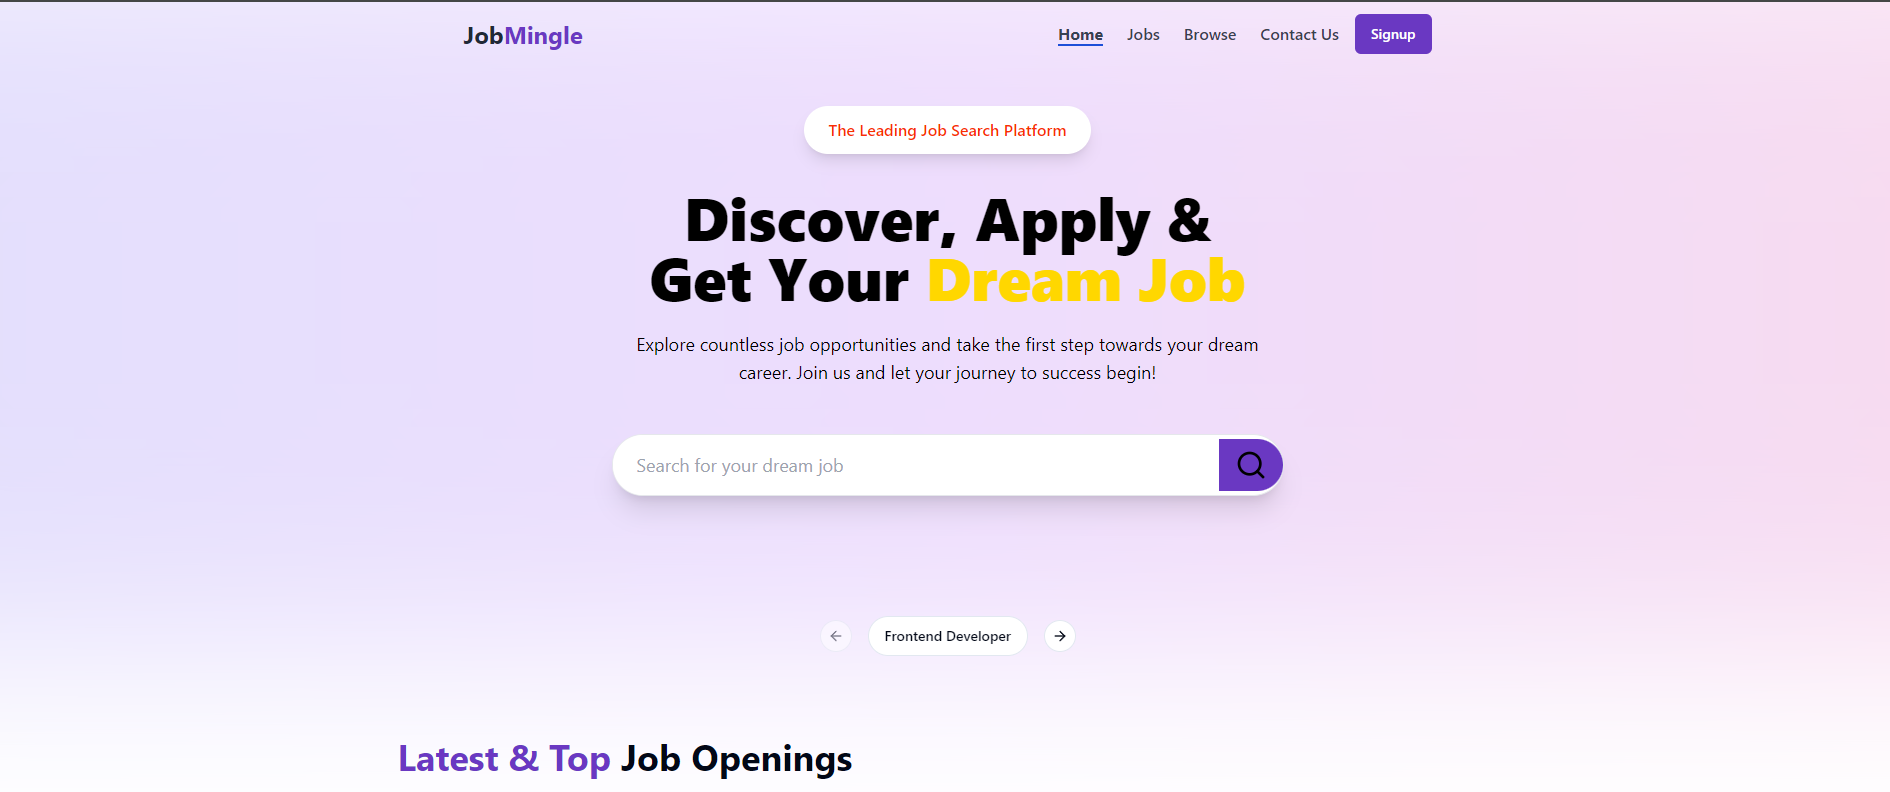 JobMingle
Home Jobs Browse Contact Us Signup
The Leading Job Search Platform
Discover, Apply &
Get Your Dream Job
Explore countless job opportunities and take the first step towards your dream
career. Join us and let your journey to success begin!
Search for your dream job
Frontend Developer
Latest & Top Job Openings